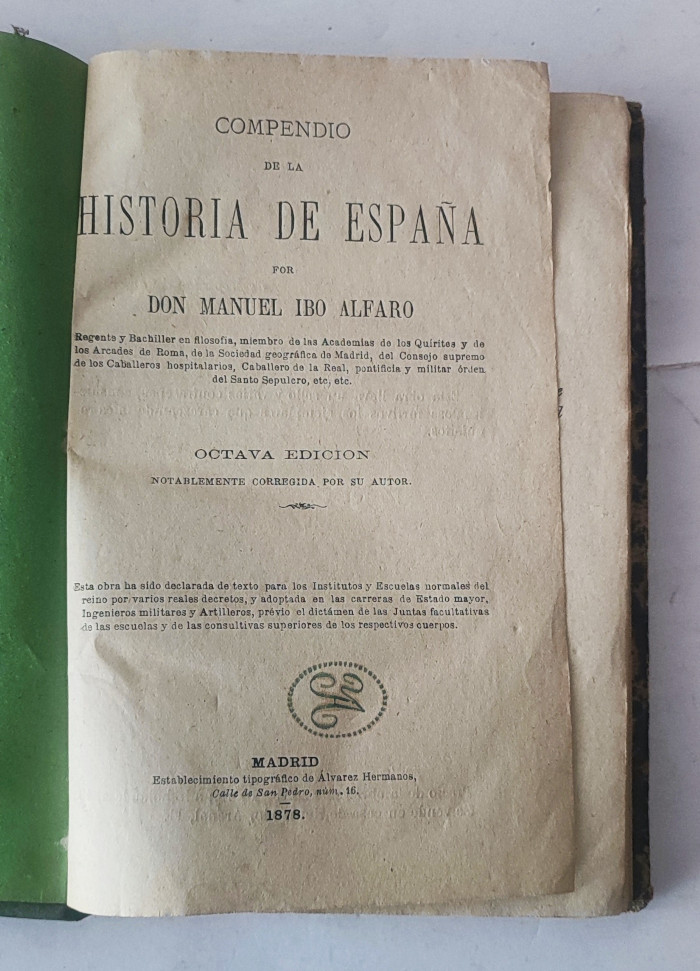 COMPENDIO
DE LA
HISTORIA DE ESPAÑA
POR
DON MANUEL IBO ALFARO
Regente y Bachiller en filosofía, miembro de las Academias de los Quirites y de
los Arcades de Roma, de la Sociedad geográfica de Madrid, del Consejo supremo
de los Caballeros hospitalarios, Caballero de la Real, pontificia y militar órden
del Santo Sepulcro, etc, etc.
OCTAVA EDICION
NOTABLEMENTE CORREGIDA POR SU AUTOR.
Esta obra ha sido declarada de texto para los Institutos y Escuelas normales del
reino por varios reales decretos, y adoptada en las carreras de Estado mayor,
Ingenieros militares y Artilleros, prévio el dictámen de las Juntas facultativas
de las escuelas y de las consultivas superiores de los respectivos cuerpos.
MADRID
Establecimiento tipográfico de Álvarez Hermanos,
Calle de San Pedro, núm. 16.
1878.